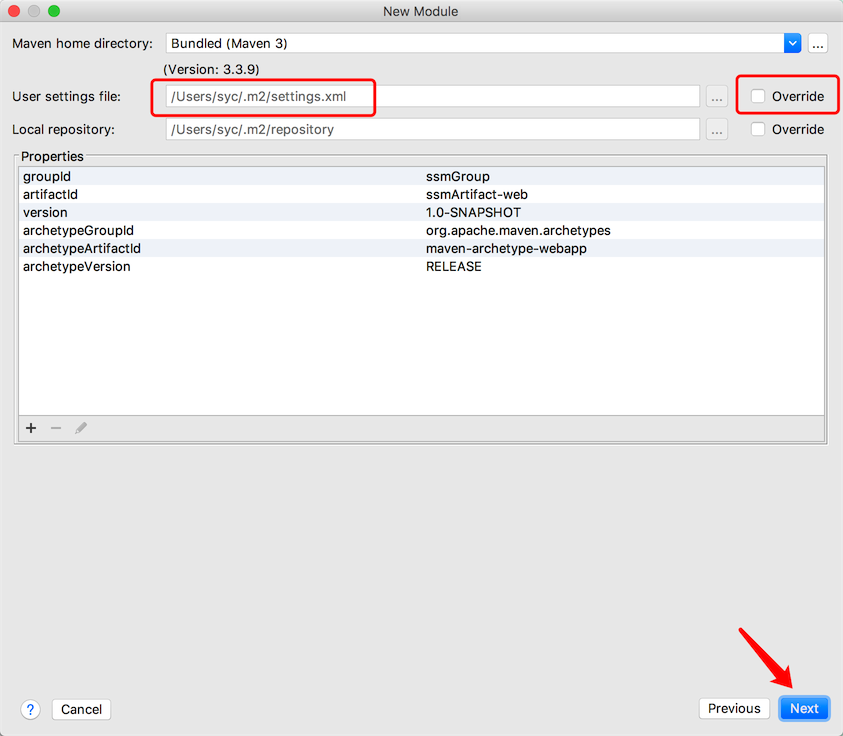 New Module
Maven home directory: Bundled (Maven 3) ...
(Version: 3.3.9)
User settings file: /Users/syc/.m2/settings.xml ... Override
Local repository: /Users/syc/.m2/repository ... Override
Properties
groupId ssmGroup
artifactId ssmArtifact-web
version 1.0-SNAPSHOT
archetypeGroupId org.apache.maven.archetypes
archetypeArtifactId maven-archetype-webapp
archetypeVersion RELEASE
? Cancel Previous Next